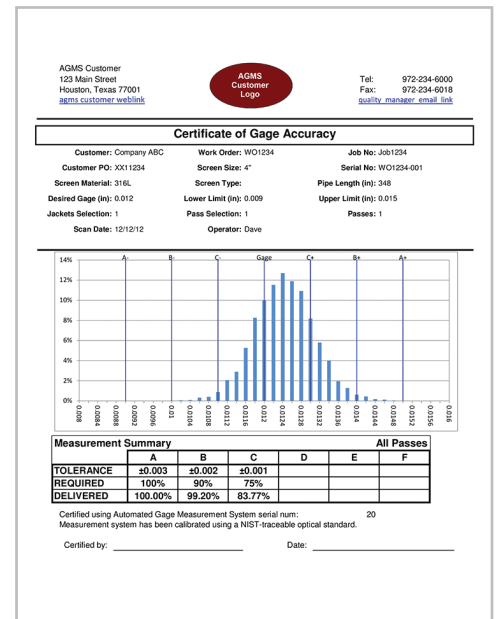 AGMS Customer
123 Main Street
Houston, Texas 77001
agms customer weblink
AGMS
Customer
Logo
Tel: 972-234-6000
Fax: 972-234-6018
quality_manager_email_link
Certificate of Gage Accuracy
Customer: Company ABC Work Order: WO1234 Job No: Job1234
Customer PO: XX11234 Screen Size: 4" Serial No: WO1234-001
Screen Material: 316L Screen Type: Pipe Length (in): 348
Desired Gage (in): 0.012 Lower Limit (in): 0.009 Upper Limit (in): 0.015
Jackets Selection: 1 Pass Selection: 1 Passes: 1
Scan Date: 12/12/12 Operator: Dave
A- B- C- Gage C+ B+ A+
14%
12%
10%
8%
6%
4%
2%
0%
0.008 0.0084 0.0088 0.0092 0.0096 0.01 0.0104 0.0108 0.0112 0.0116 0.012 0.0124 0.0128 0.0132 0.0136 0.014 0.0144 0.0148 0.0152 0.0156 0.016
Measurement Summary All Passes
A B C D E F
TOLERANCE ±0.003 ±0.002 ±0.001
REQUIRED 100% 90% 75%
DELIVERED 100.00% 99.20% 83.77%
Certified using Automated Gage Measurement System serial num: 20
Measurement system has been calibrated using a NIST-traceable optical standard.
Certified by: Date: